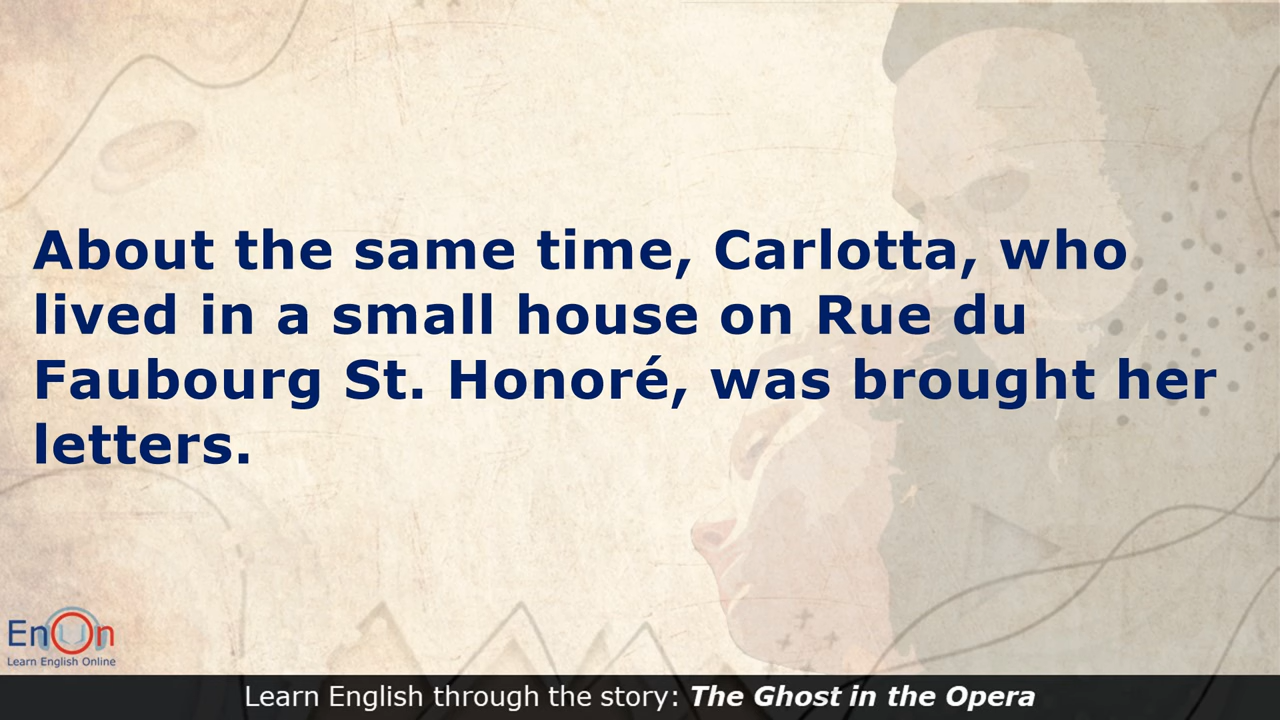 About the same time, Carlotta, who
lived in a small house on Rue du
Faubourg St. Honoré, was brought her
letters.
EnOn
Learn English Online
Learn English through the story: The Ghost in the Opera